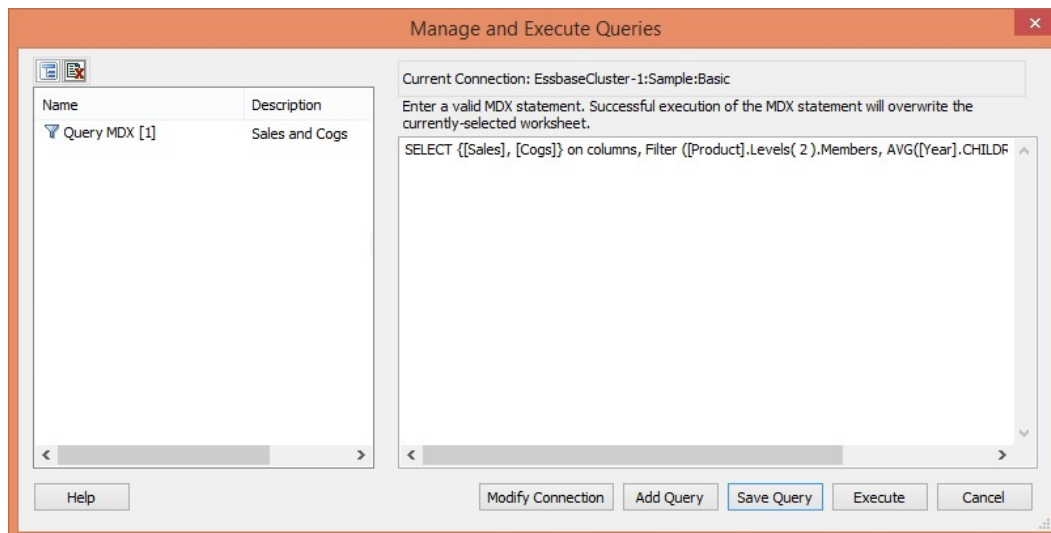 Manage and Execute Queries
Name Description
Query MDX [1] Sales and Cogs
Current Connection: EssbaseCluster-1:Sample:Basic
Enter a valid MDX statement. Successful execution of the MDX statement will overwrite the
currently-selected worksheet.
SELECT {[Sales], [Cogs]} on columns, Filter ([Product].Levels( 2 ).Members, AVG([Year].CHILDR
Help Modify Connection Add Query Save Query Execute Cancel